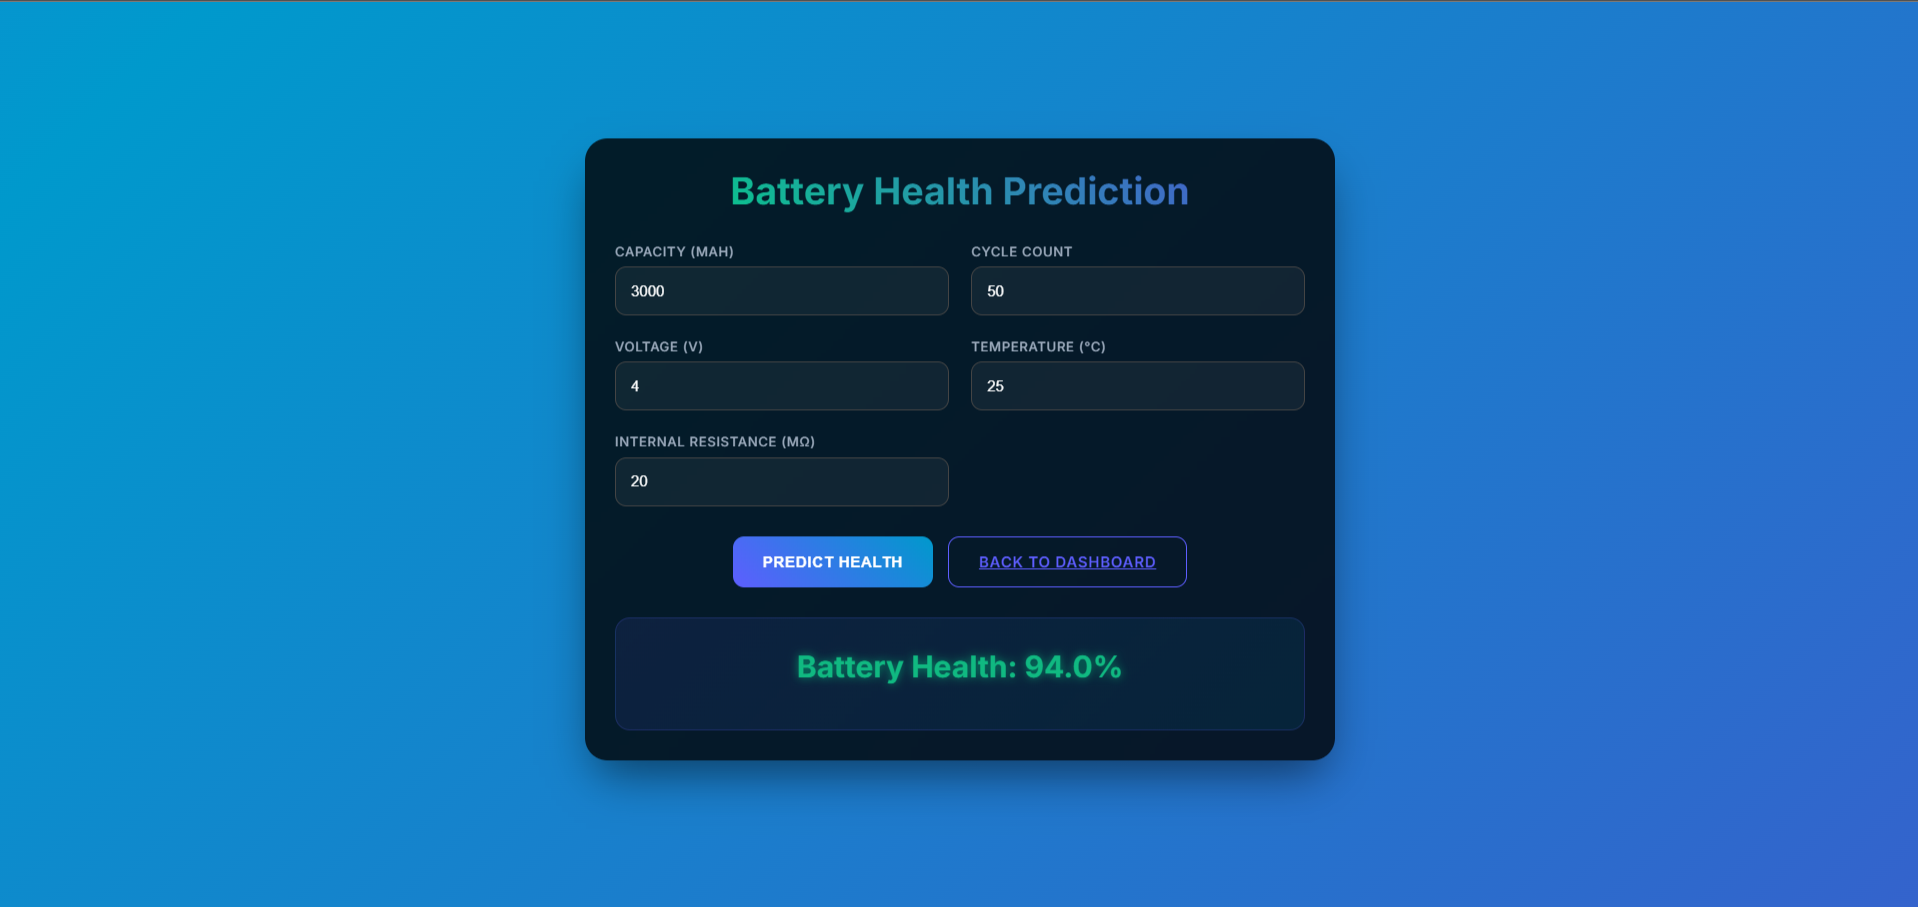 Battery Health Prediction
CAPACITY (MAH)
CYCLE COUNT
3000
50
VOLTAGE (V)
TEMPERATURE (°C)
4
25
INTERNAL RESISTANCE (MΩ)
20
PREDICT HEALTH
BACK TO DASHBOARD
Battery Health: 94.0%